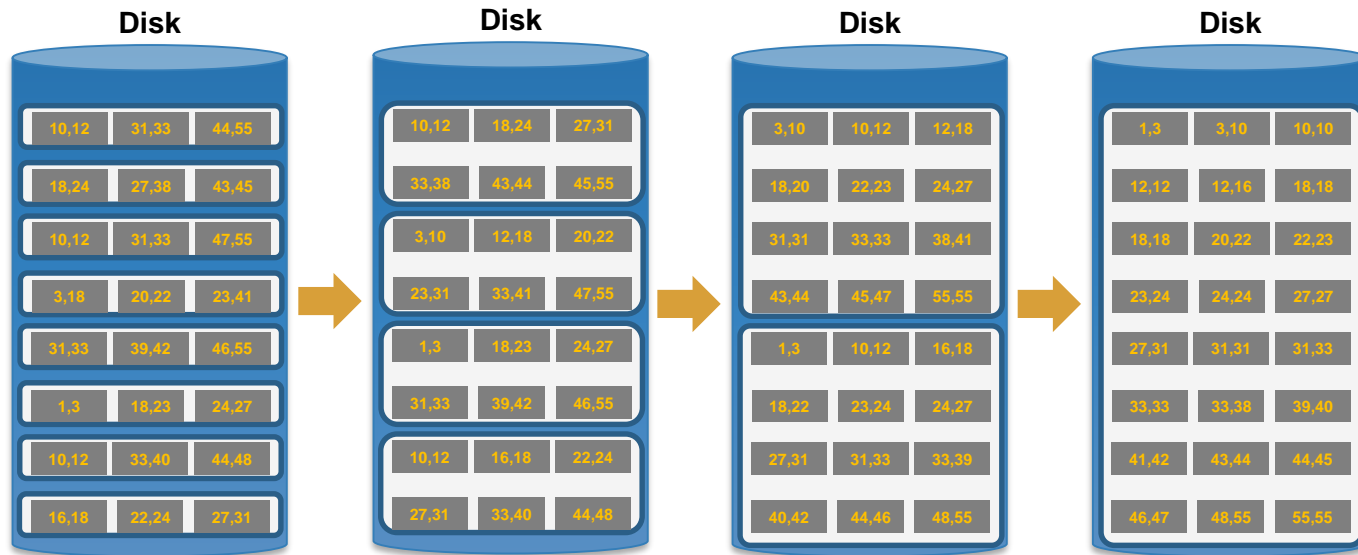 Disk
10,12 31,33 44,55
18,24 27,38 43,45
10,12 31,33 47,55
3,18 20,22 23,41
31,33 39,42 46,55
1,3 18,23 24,27
10,12 33,40 44,48
16,18 22,24 27,31
Disk
10,12 18,24 27,31
33,38 43,44 45,55
3,10 12,18 20,22
23,31 33,41 47,55
1,3 18,23 24,27
31,33 39,42 46,55
10,12 16,18 22,24
27,31 33,40 44,48
Disk
3,10 10,12 12,18
18,20 22,23 24,27
31,31 33,33 38,41
43,44 45,47 55,55
1,3 10,12 16,18
18,22 23,24 24,27
27,31 31,33 33,39
40,42 44,46 48,55
Disk
1,3 3,10 10,10
12,12 12,16 18,18
18,18 20,22 22,23
23,24 24,24 27,27
27,31 31,31 31,33
33,33 33,38 39,40
41,42 43,44 44,45
46,47 48,55 55,55